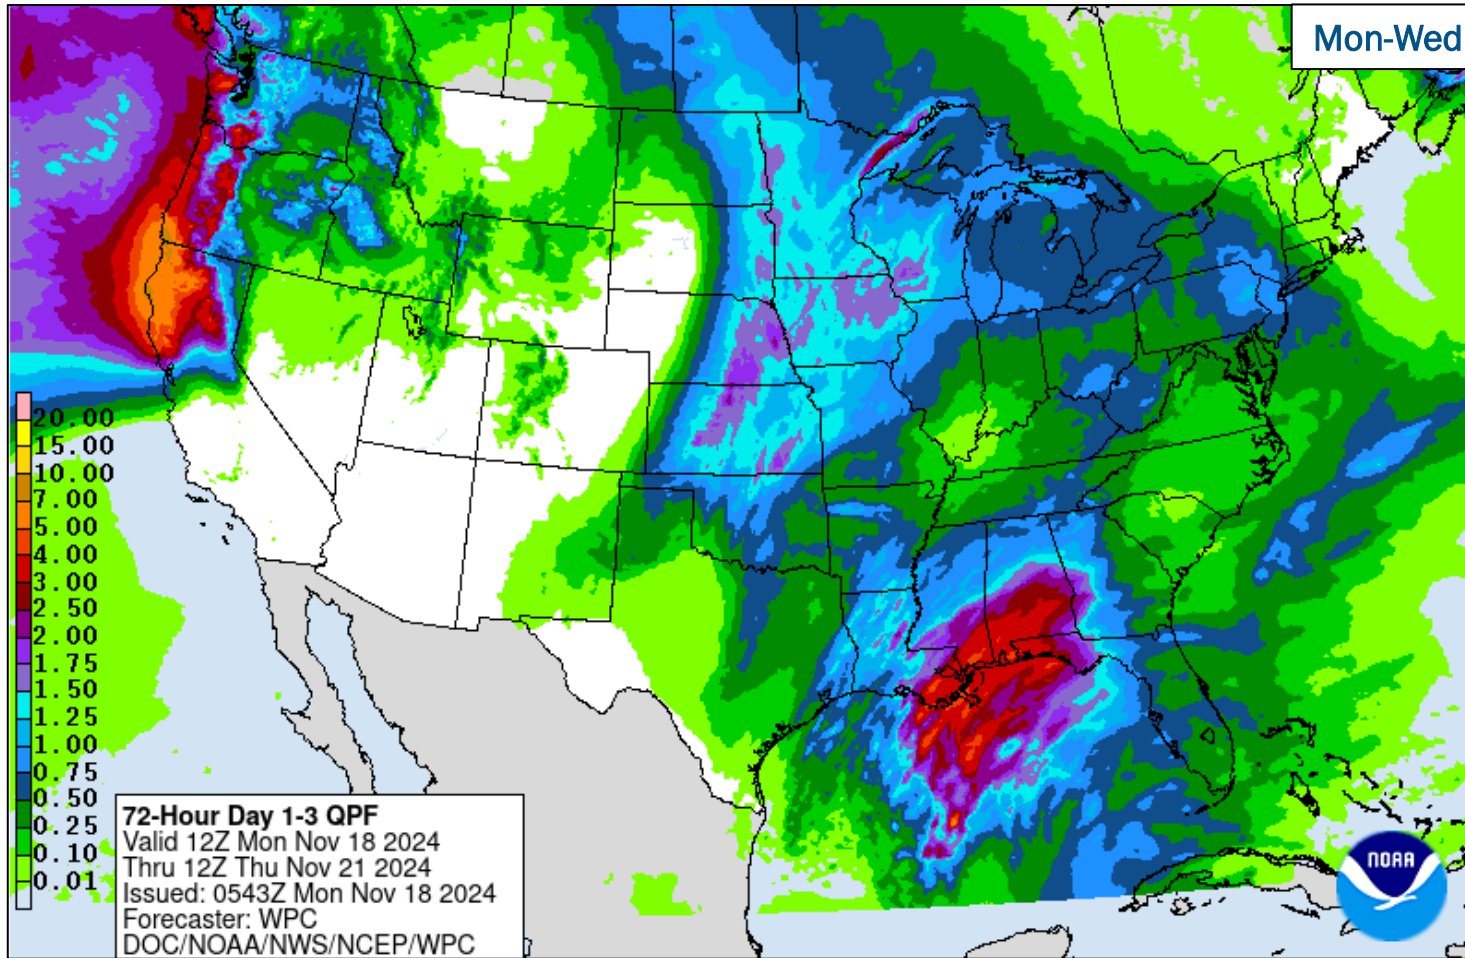 Mon-Wed
20.00
15.00
10.00
7.00
5.00
4.00
3.00
2.50
2.00
1.75
1.50
1.25
1.00
0.75
0.50
0.25
0.10
0.01
72-Hour Day 1-3 QPF
Valid 12Z Mon Nov 18 2024
Thru 12Z Thu Nov 21 2024
Issued: 0543Z Mon Nov 18 2024
Forecaster: WPC
DOC/NOAA/NWS/NCEP/WPC
NOAA